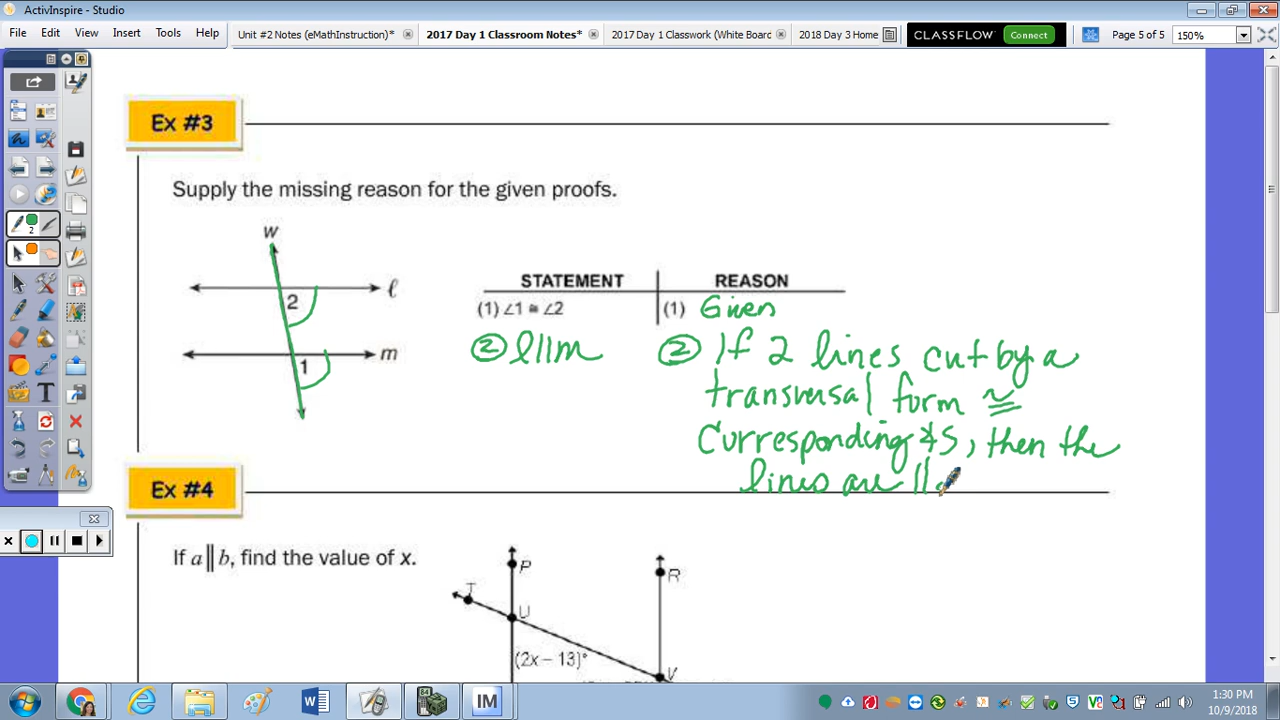 ActivInspire - Studio
File Edit View Insert Tools Help
Unit #2 Notes (eMathInstruction)*
2017 Day 1 Classroom Notes*
2017 Day 1 Classwork (White Board
2018 Day 3 Home
CLASSFLOW Connect
Page 5 of 5
150%
2
Ex #3
Supply the missing reason for the given proofs.
w
2
ℓ
1
m
STATEMENT REASON
(1) ∠1 ≅ ∠2 (1) Given
② l||m ② If 2 lines cut by a
transversal form ≅
Curresponding ∡s, then the
lines are ||.
Ex #4
If a ∥ b, find the value of x.
P
R
T
U
(2x – 13)°
V
IM
1:30 PM
10/9/2018